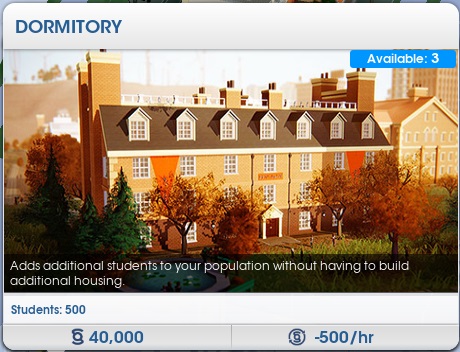 DORMITORY
Available: 3
Adds additional students to your population without having to build
additional housing.
Students: 500
40,000
-500/hr